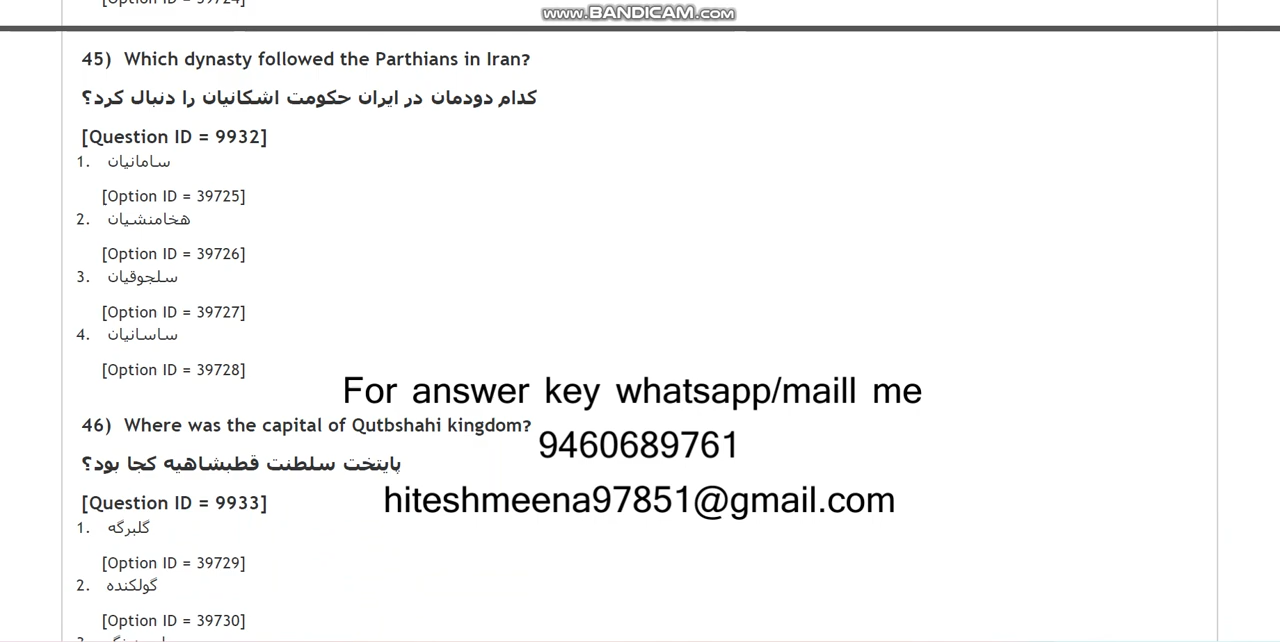 www.BANDICAM.com
[Option ID = 39724]
45) Which dynasty followed the Parthians in Iran?
کدام دودمان در ایران حکومت اشکانیان را دنبال کرد؟
[Question ID = 9932]
1. سامانیان
[Option ID = 39725]
2. هخامنشیان
[Option ID = 39726]
3. سلجوقیان
[Option ID = 39727]
4. ساسانیان
[Option ID = 39728]
For answer key whatsapp/maill me
46) Where was the capital of Qutbshahi kingdom?
9460689761
پایتخت سلطنت قطبشاهیه کجا بود؟
hiteshmeena97851@gmail.com
[Question ID = 9933]
1. گلبرگه
[Option ID = 39729]
2. گولکنده
[Option ID = 39730]